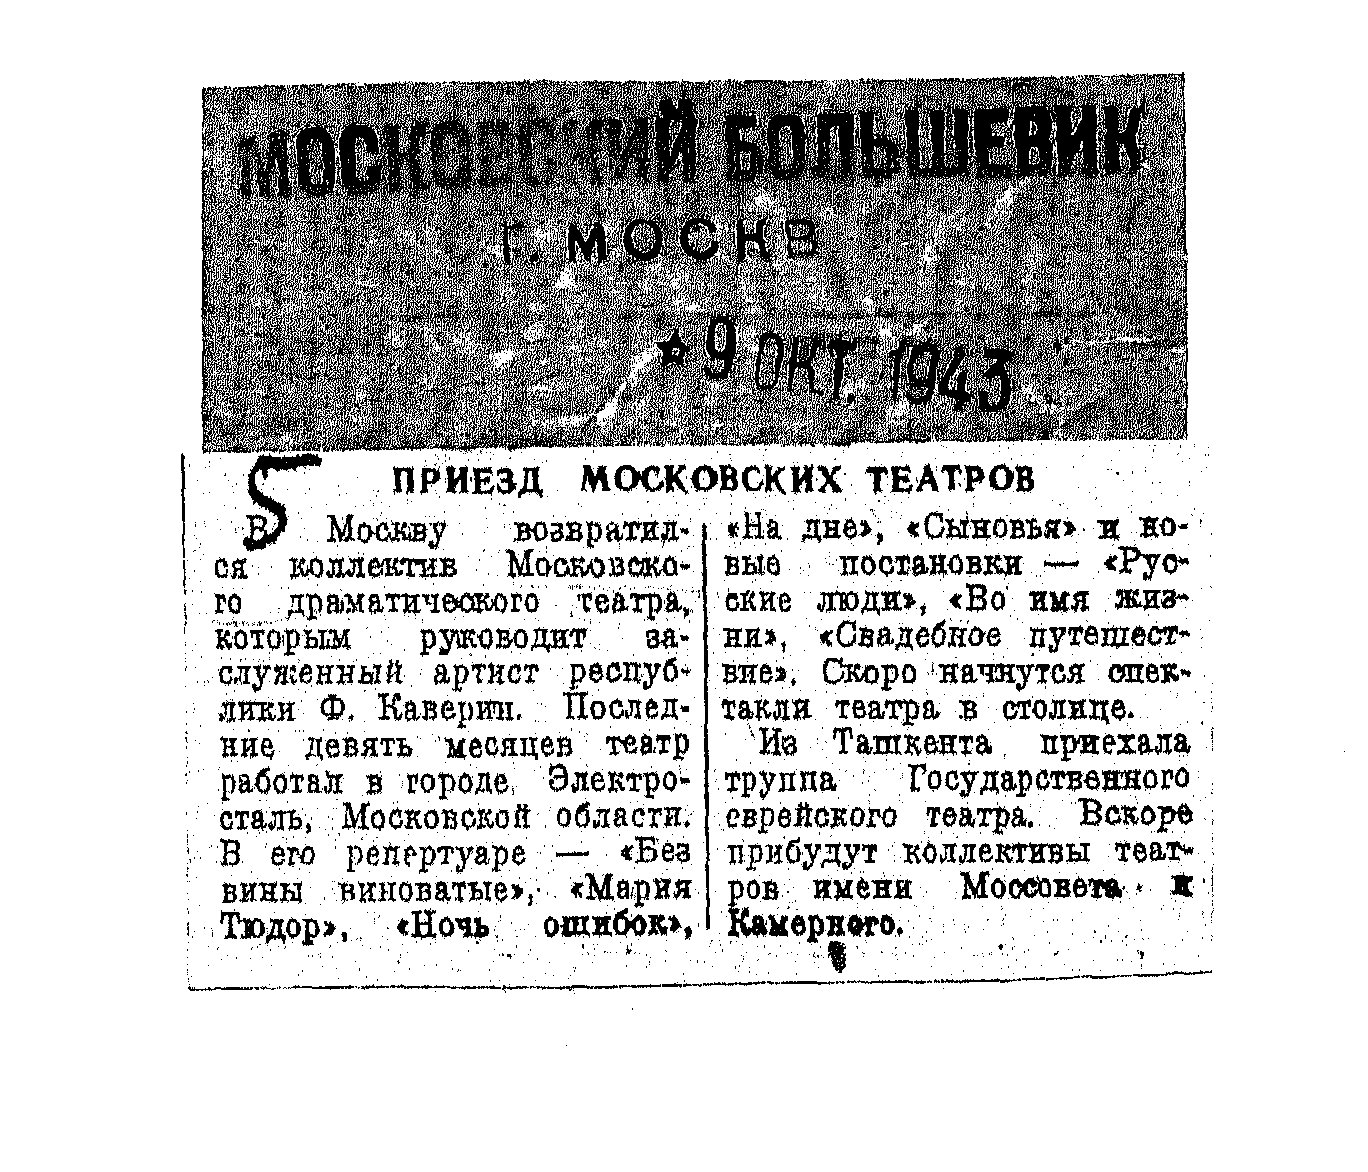 МОСКОВСКИЙ БОЛЬШЕВИК
г. МОСКВ
★ 9 ОКТ. 1943
5
ПРИЕЗД МОСКОВСКИХ ТЕАТРОВ
В Москву возвратил-
ся коллектив Московско-
го драматического театра,
которым руководит за-
служенный артист респуб-
лики Ф. Каверин. Послед-
ние девять месяцев театр
работал в городе Электро-
сталь, Московской области.
В его репертуаре — «Без
вины виноватые», «Мария
Тюдор», «Ночь ошибок»,
«На дне», «Сыновья» и но-
вые постановки — «Рус-
ские люди», «Во имя жиз-
ни», «Свадебное путешест-
вие». Скоро начнутся спек-
такли театра в столице.
Из Ташкента приехала
труппа Государственного
еврейского театра. Вскоре
прибудут коллективы теат-
ров имени Моссовета и
Камерного.